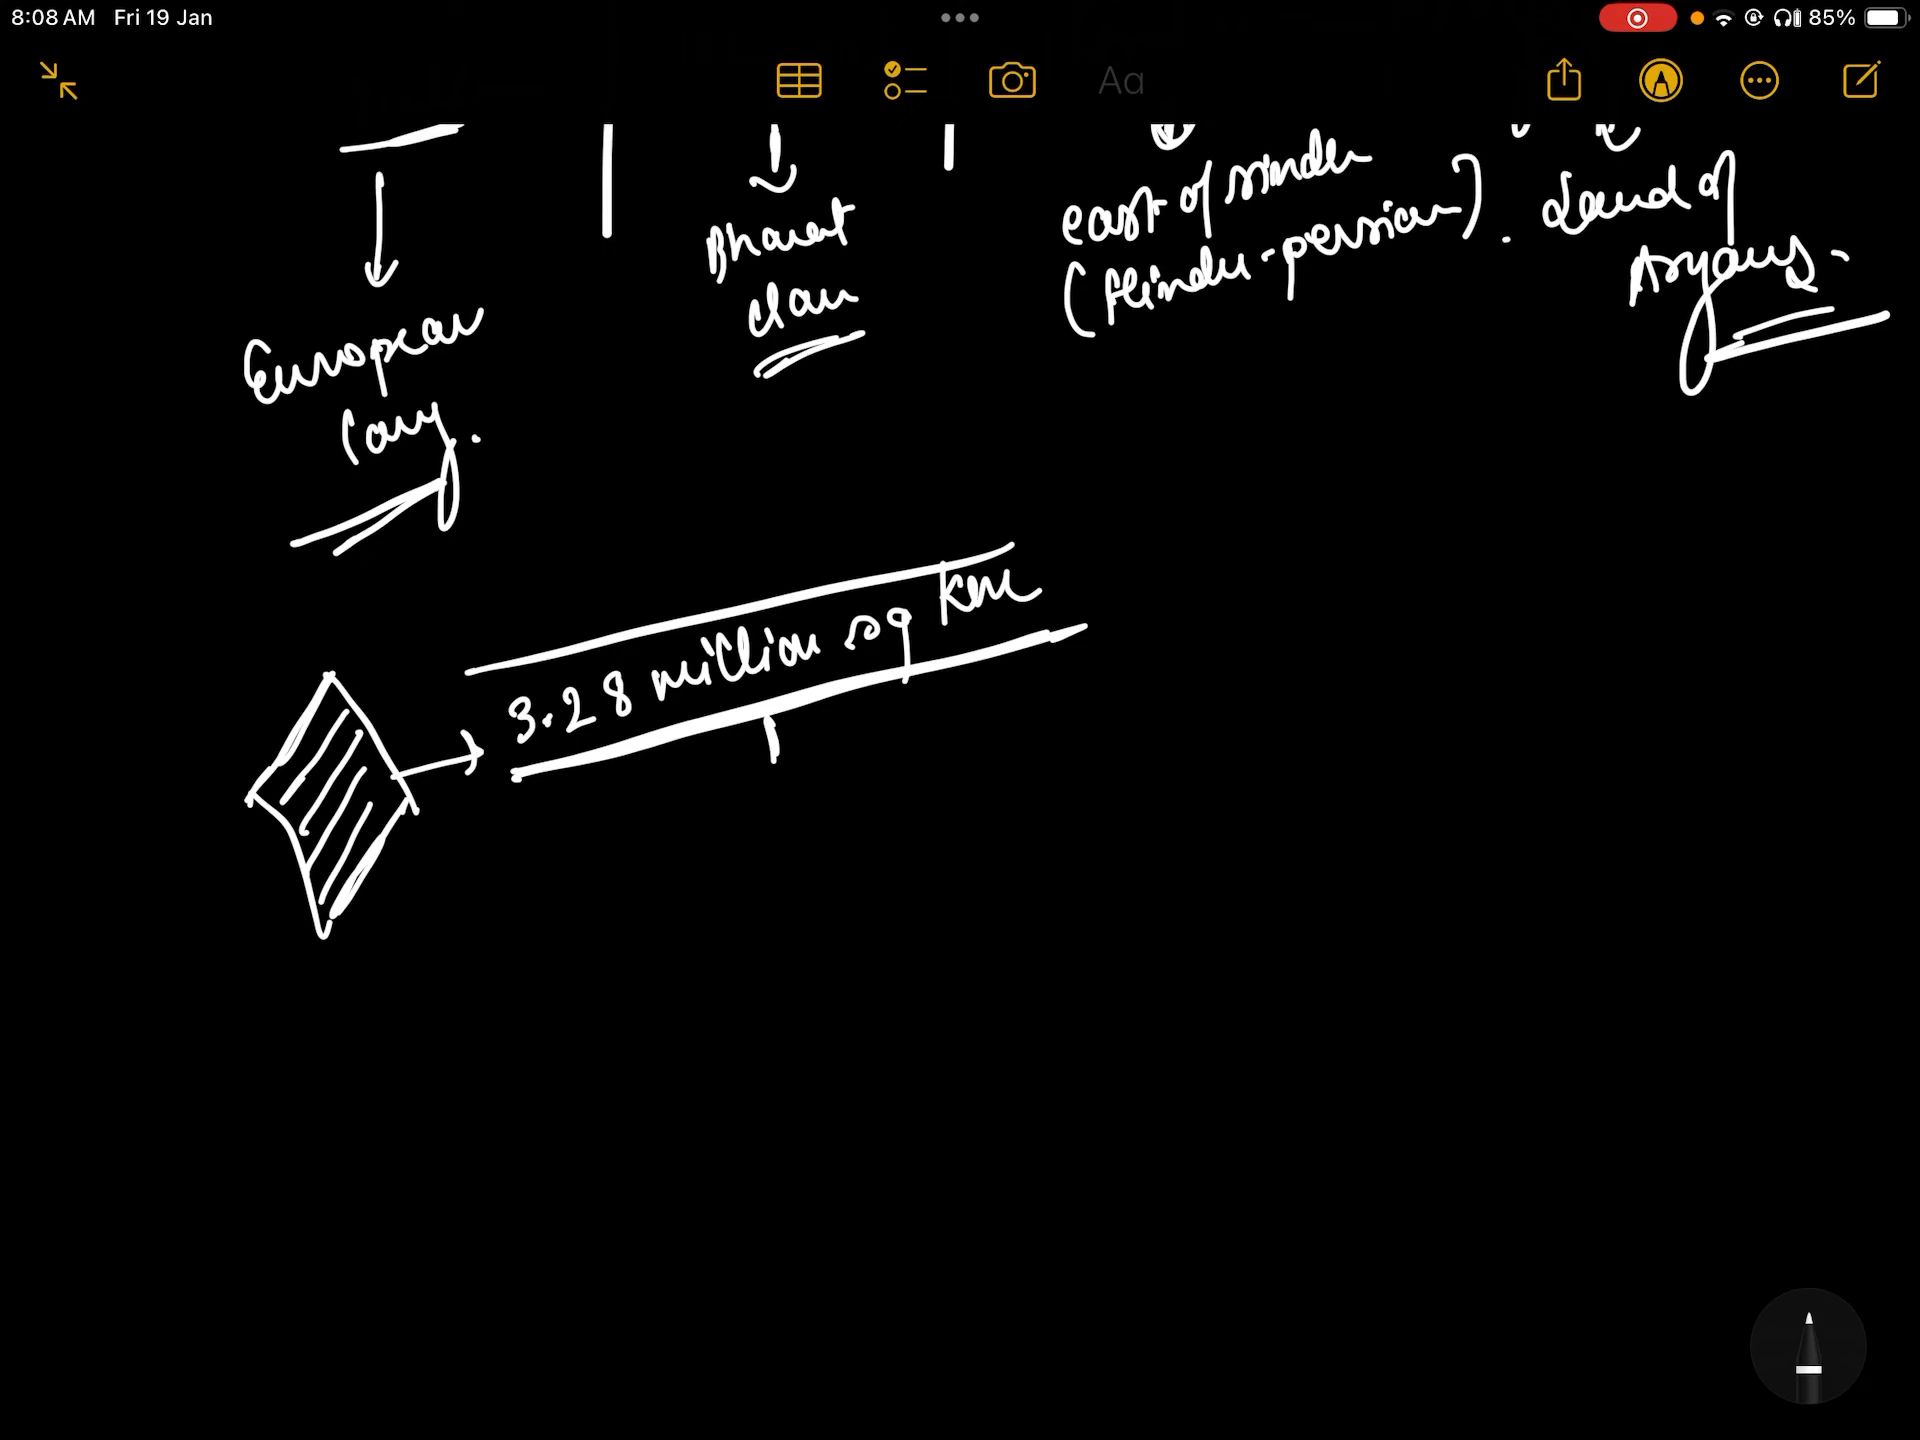 8:08 AM Fri 19 Jan
85%
Aa
European
Bharat
clan
east of sindhu
(Hindu-persian).
Land of
Aryans.
3.28 million sq km